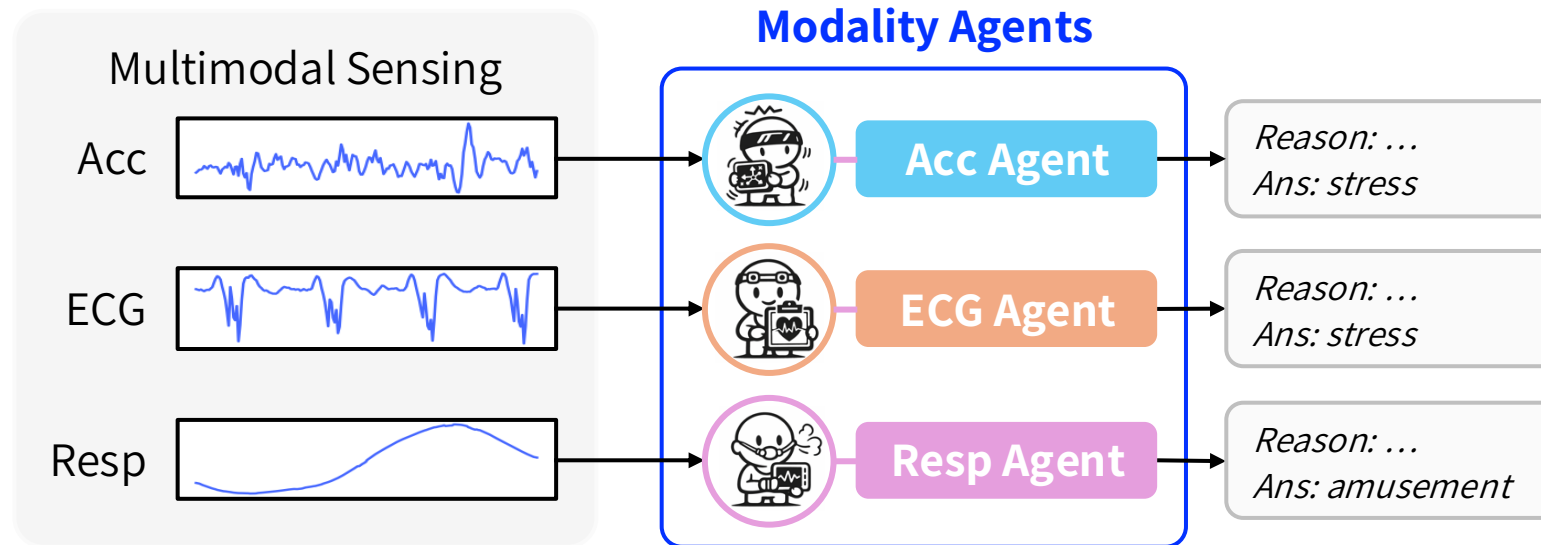 Modality Agents
Multimodal Sensing
Acc
Acc Agent
Reason: ...
Ans: stress
ECG
ECG Agent
Reason: ...
Ans: stress
Resp
Resp Agent
Reason: ...
Ans: amusement